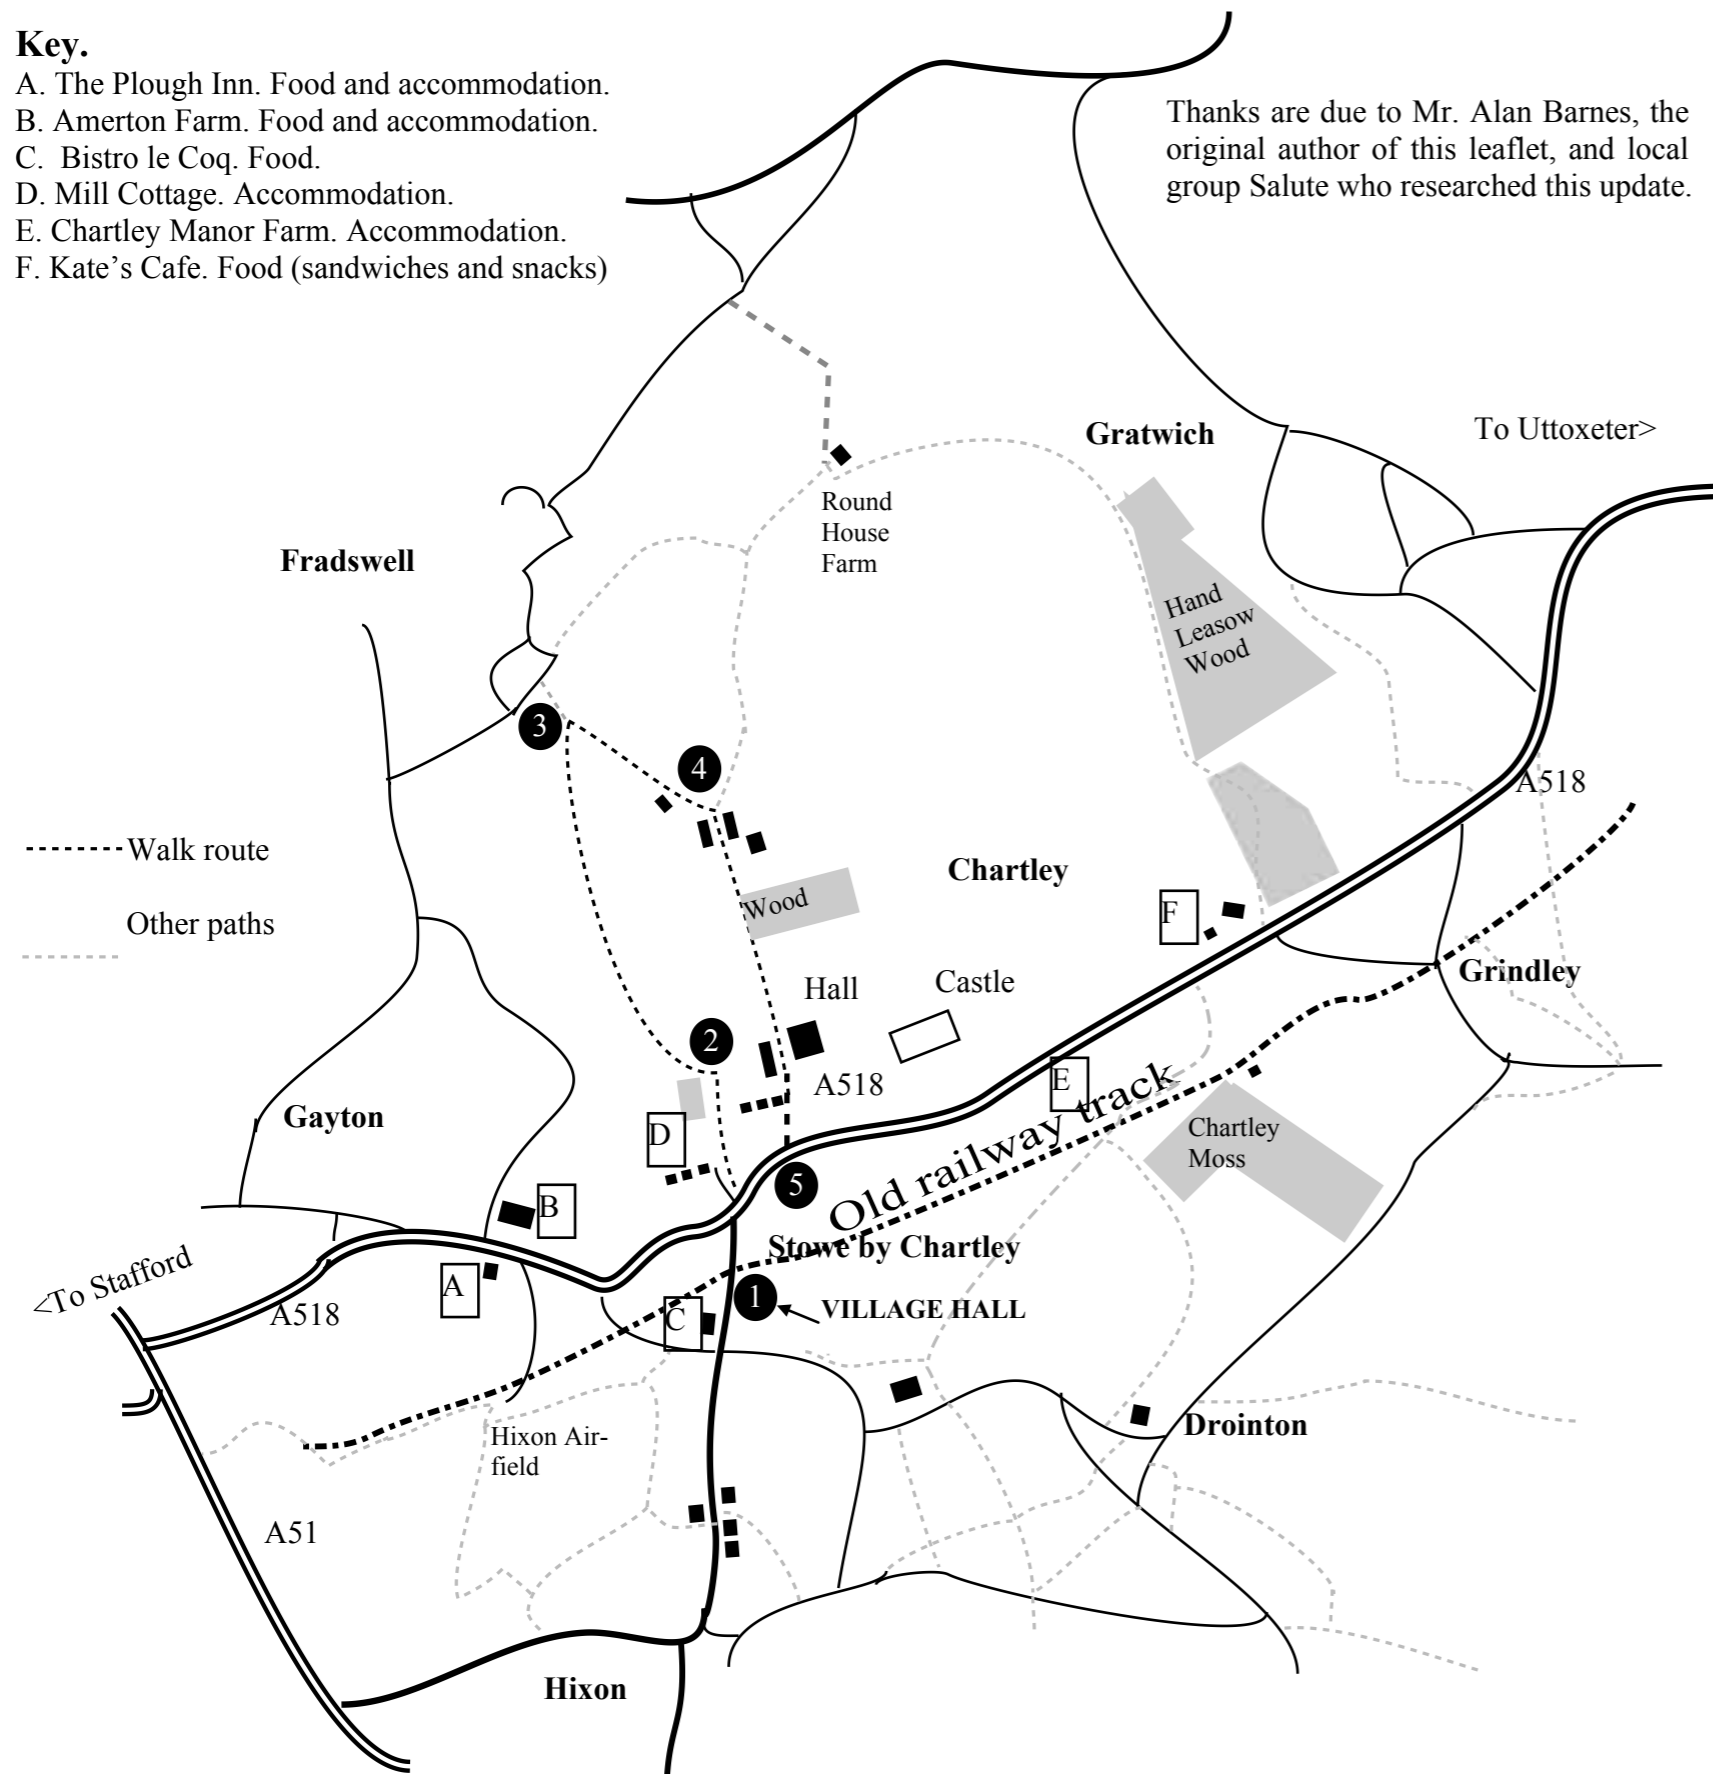 Key.
A. The Plough Inn. Food and accommodation.
B. Amerton Farm. Food and accommodation.
C. Bistro le Coq. Food.
D. Mill Cottage. Accommodation.
E. Chartley Manor Farm. Accommodation.
F. Kate's Cafe. Food (sandwiches and snacks)
Thanks are due to Mr. Alan Barnes, the
original author of this leaflet, and local
group Salute who researched this update.
Gratwich
To Uttoxeter>
Round
House
Farm
Fradswell
Hand
Leasow
Wood
3
4
A518
Walk route
Chartley
Wood
F
Other paths
Grindley
Hall
Castle
2
A518
E
Gayton
D
Old railway track
Chartley
Moss
5
B
Stowe by Chartley
<To Stafford
A
A518
C
1
VILLAGE HALL
Drointon
Hixon Air-
field
A51
Hixon